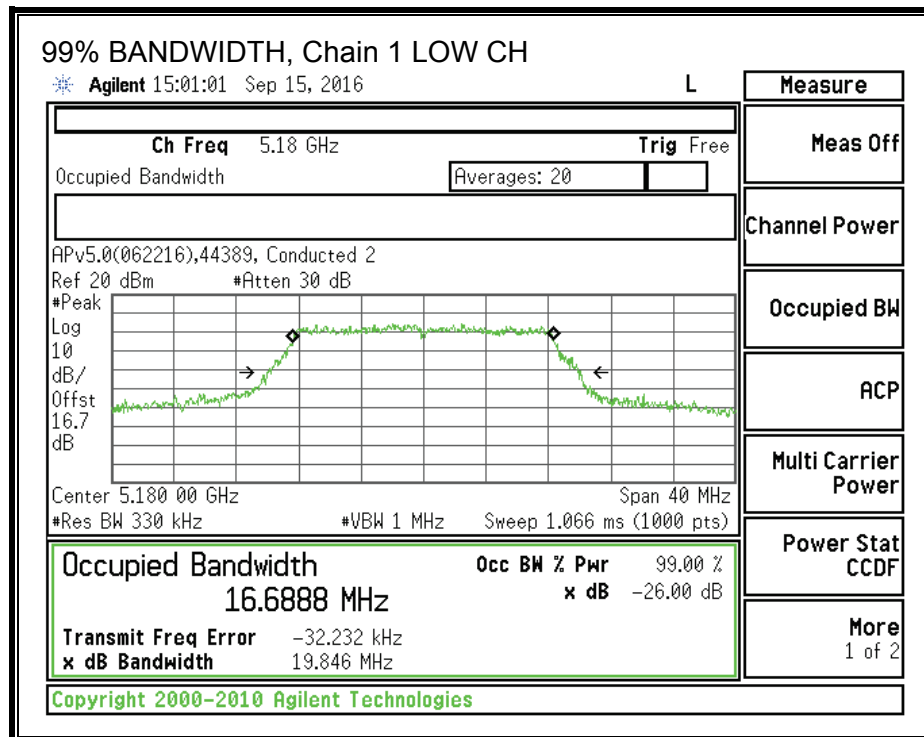 99% BANDWIDTH, Chain 1 LOW CH
Agilent 15:01:01 Sep 15, 2016 L
Measure
Ch Freq 5.18 GHz Trig Free
Meas Off
Occupied Bandwidth Averages: 20
Channel Power
APv5.0(062216),44389, Conducted 2
Ref 20 dBm #Atten 30 dB
#Peak
Log
10
dB/
Offst
16.7
dB
Occupied BW
ACP
Multi Carrier
Power
Center 5.180 00 GHz Span 40 MHz
#Res BW 330 kHz #VBW 1 MHz Sweep 1.066 ms (1000 pts)
Power Stat
CCDF
Occupied Bandwidth Occ BW % Pwr 99.00 %
16.6888 MHz x dB -26.00 dB
Transmit Freq Error -32.232 kHz
x dB Bandwidth 19.846 MHz
More
1 of 2
Copyright 2000-2010 Agilent Technologies